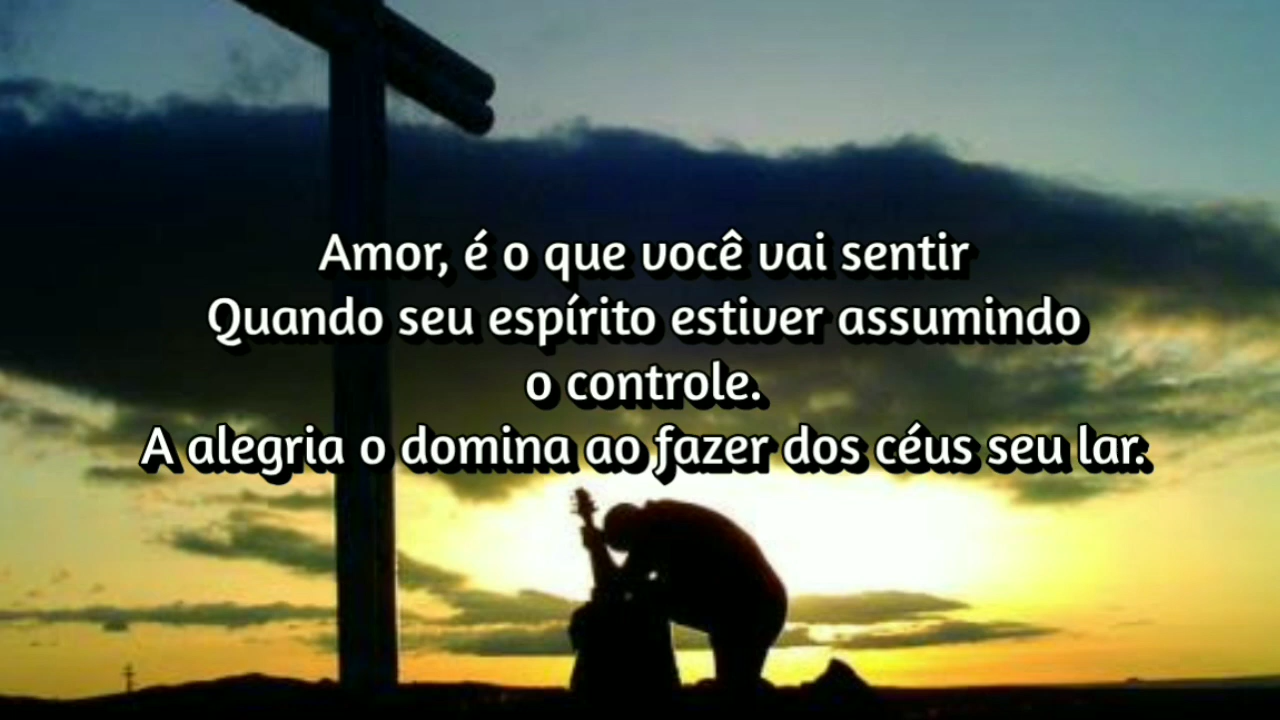 Amor, é o que você vai sentir
Quando seu espírito estiver assumindo
o controle.
A alegria o domina ao fazer dos céus seu lar.